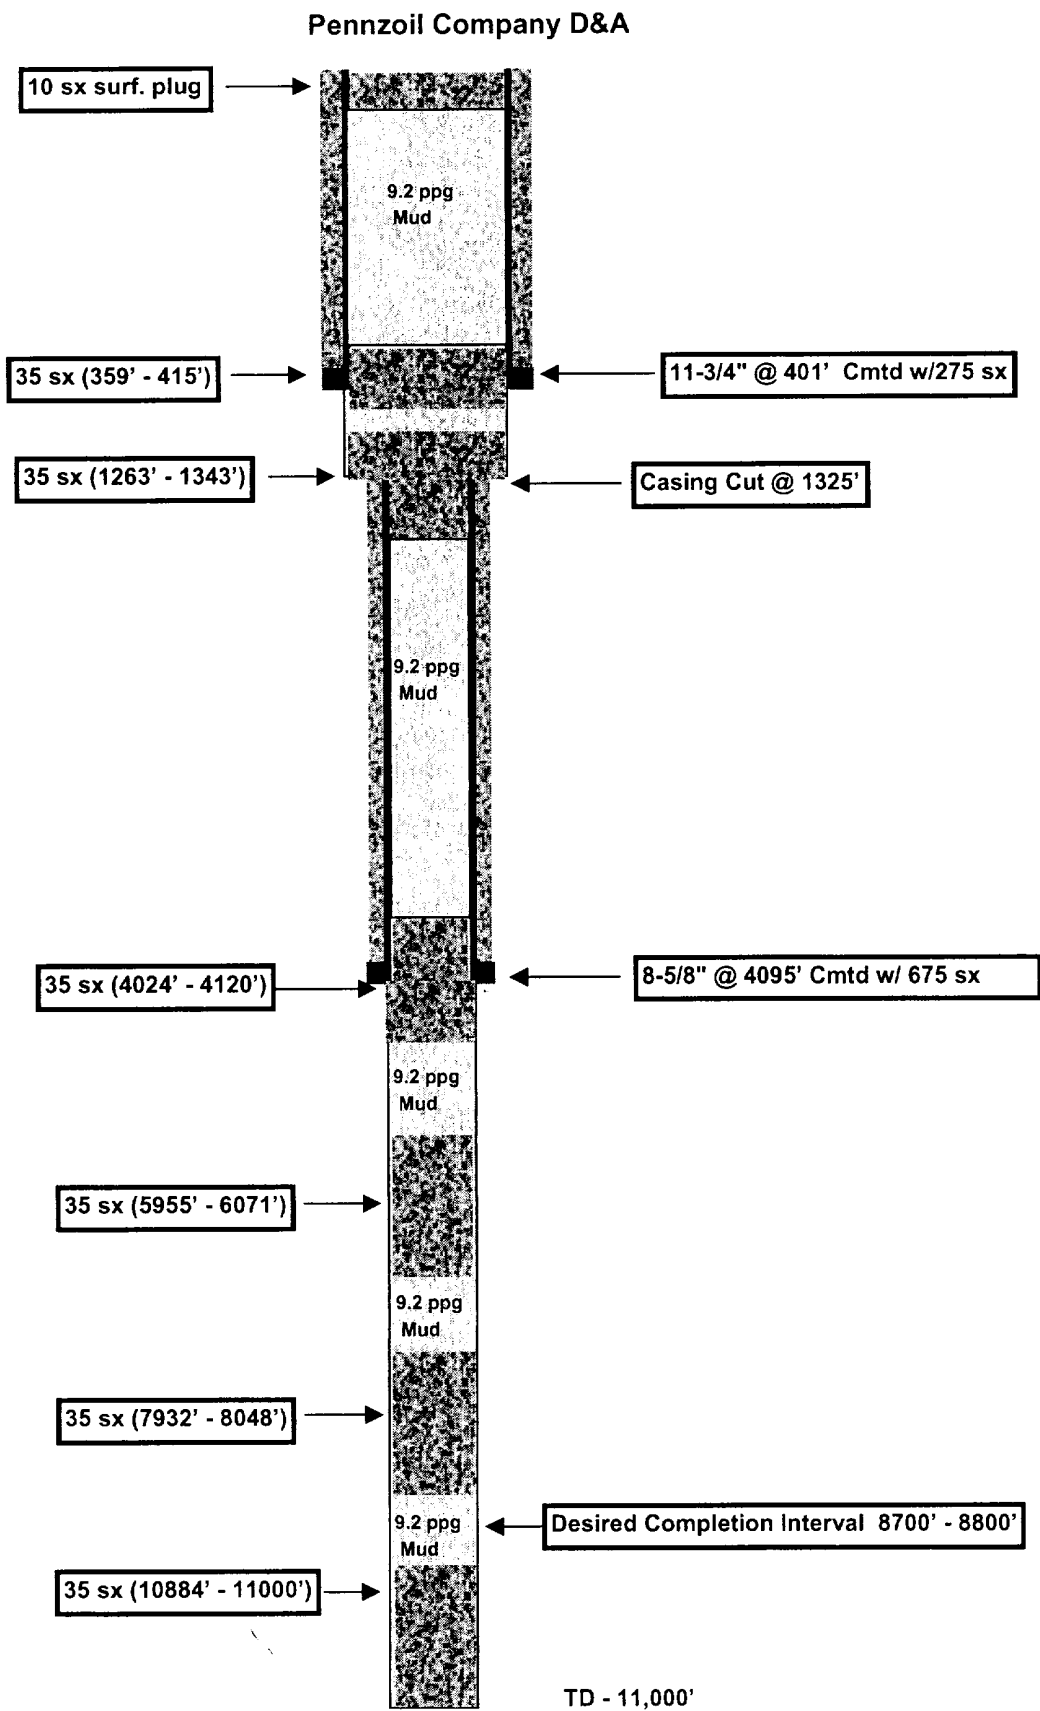 Pennzoil Company D&A
10 sx surf. plug
9.2 ppg
Mud
35 sx (359' - 415')
11-3/4" @ 401' Cmtd w/275 sx
35 sx (1263' - 1343')
Casing Cut @ 1325'
9.2 ppg
Mud
35 sx (4024' - 4120')
8-5/8" @ 4095' Cmtd w/ 675 sx
9.2 ppg
Mud
35 sx (5955' - 6071')
9.2 ppg
Mud
35 sx (7932' - 8048')
9.2 ppg
Mud
Desired Completion Interval 8700' - 8800'
35 sx (10884' - 11000')
TD - 11,000'